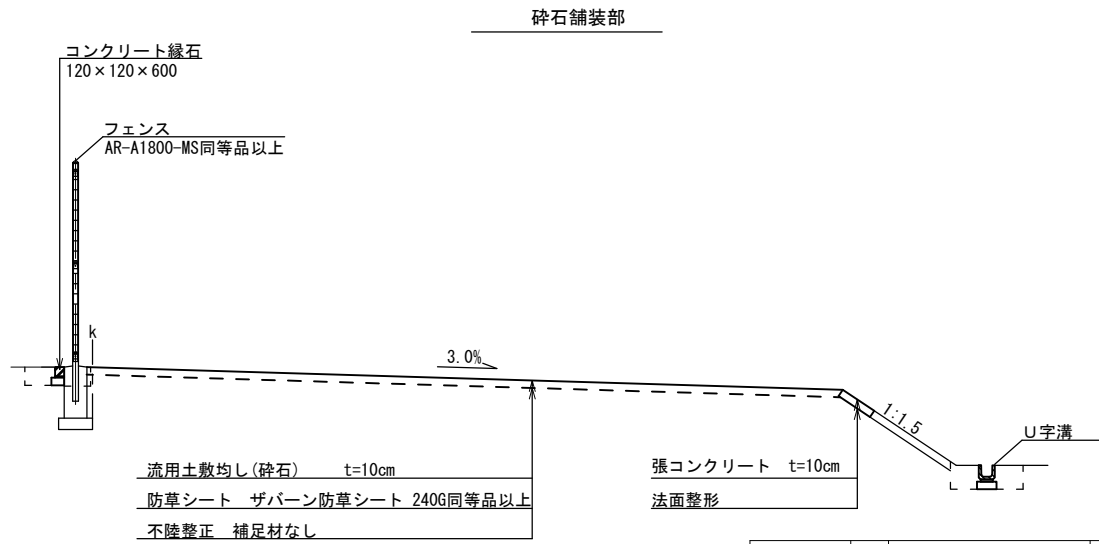 砕石舗装部
コンクリート縁石
120×120×600
フェンス
AR-A1800-MS同等品以上
k
3.0%
1:1.5
U字溝
流用土敷均し(砕石)　t=10cm
防草シート　ザバーン防草シート 240G同等品以上
不陸整正　補足材なし
張コンクリート　t=10cm
法面整形